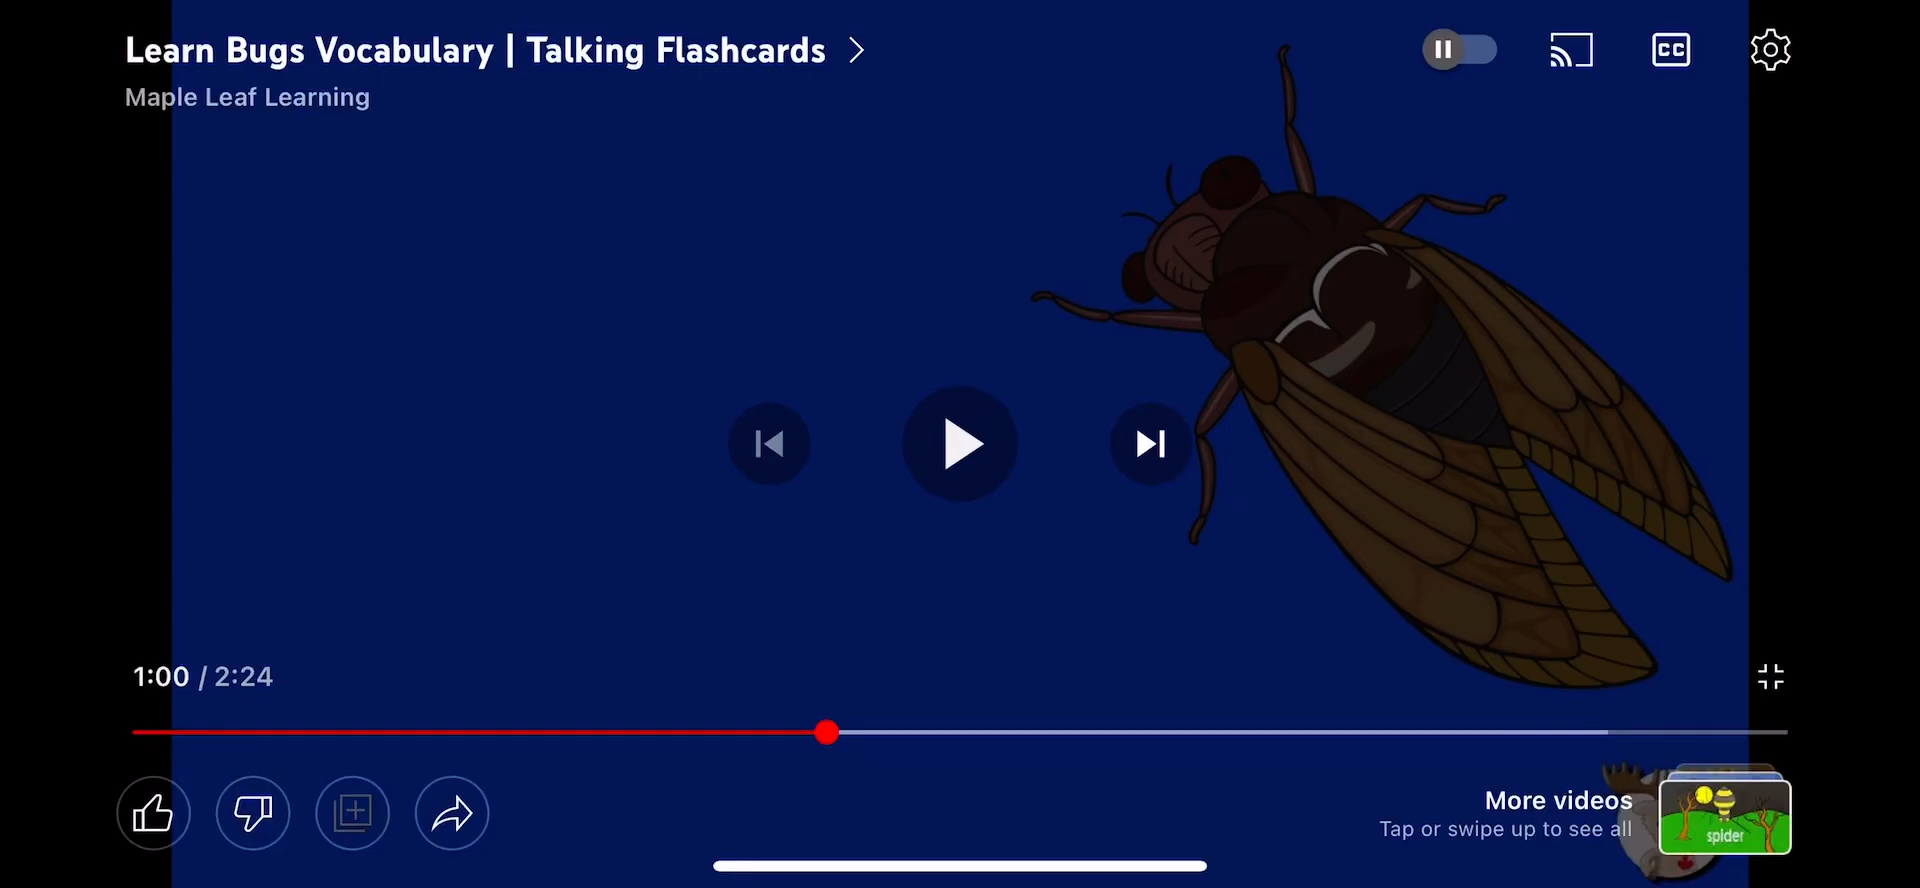 Learn Bugs Vocabulary | Talking Flashcards
Maple Leaf Learning
CC
1:00 / 2:24
More videos
Tap or swipe up to see all
spider